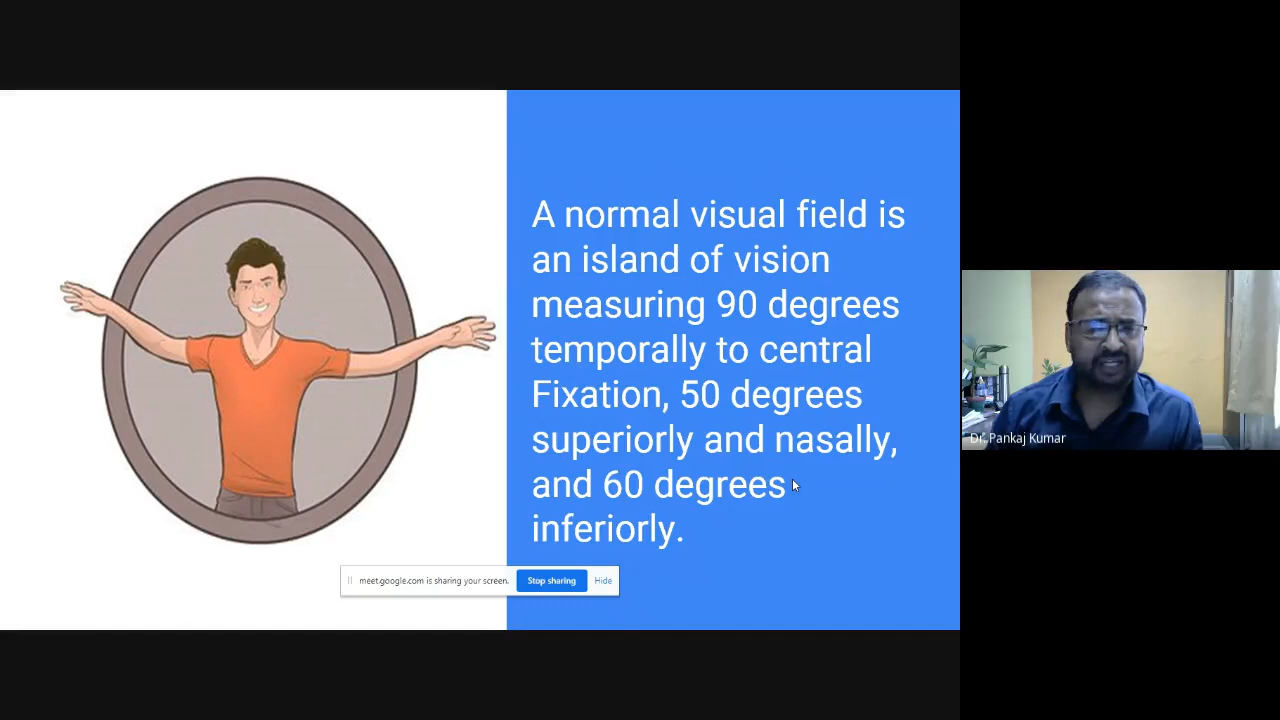 A normal visual field is
an island of vision
measuring 90 degrees
temporally to central
Fixation, 50 degrees
superiorly and nasally,
and 60 degrees
inferiorly.
meet.google.com is sharing your screen. Stop sharing Hide
Dr. Pankaj Kumar